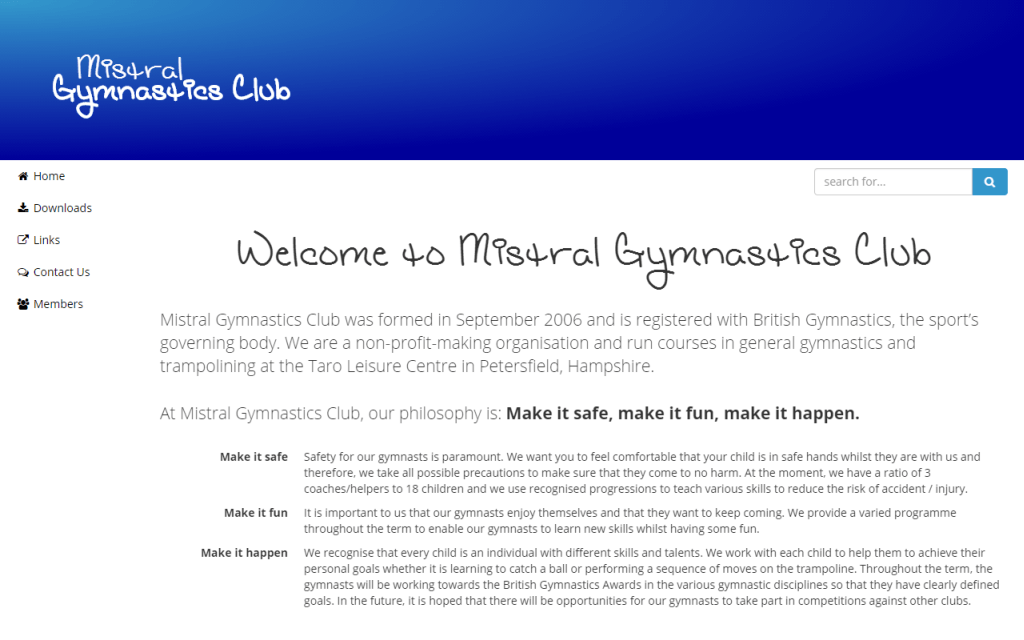 Mistral
Gymnastics Club
Home
Downloads
Links
Contact Us
Members
search for...
Welcome to Mistral Gymnastics Club
Mistral Gymnastics Club was formed in September 2006 and is registered with British Gymnastics, the sport’s
governing body. We are a non-profit-making organisation and run courses in general gymnastics and
trampolining at the Taro Leisure Centre in Petersfield, Hampshire.
At Mistral Gymnastics Club, our philosophy is: Make it safe, make it fun, make it happen.
Make it safe Safety for our gymnasts is paramount. We want you to feel comfortable that your child is in safe hands whilst they are with us and
therefore, we take all possible precautions to make sure that they come to no harm. At the moment, we have a ratio of 3
coaches/helpers to 18 children and we use recognised progressions to teach various skills to reduce the risk of accident / injury.
Make it fun It is important to us that our gymnasts enjoy themselves and that they want to keep coming. We provide a varied programme
throughout the term to enable our gymnasts to learn new skills whilst having some fun.
Make it happen We recognise that every child is an individual with different skills and talents. We work with each child to help them to achieve their
personal goals whether it is learning to catch a ball or performing a sequence of moves on the trampoline. Throughout the term, the
gymnasts will be working towards the British Gymnastics Awards in the various gymnastic disciplines so that they have clearly defined
goals. In the future, it is hoped that there will be opportunities for our gymnasts to take part in competitions against other clubs.